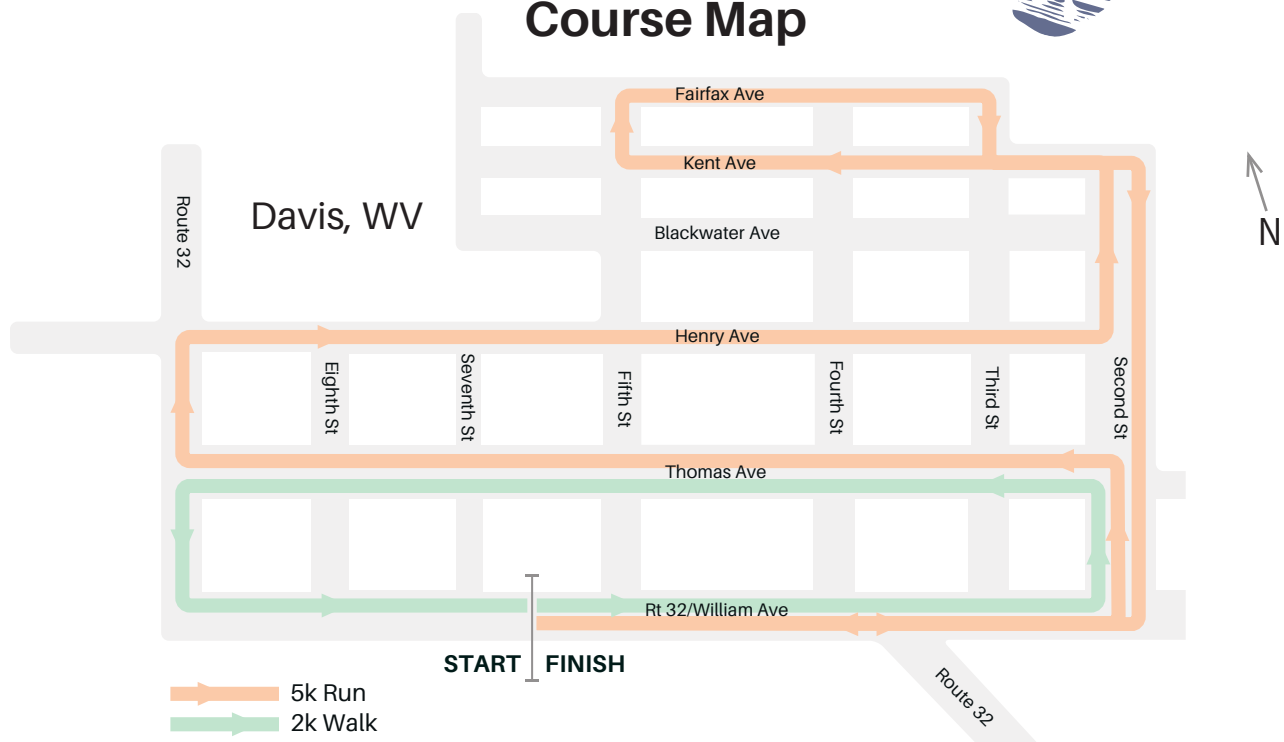 Course Map
Fairfax Ave
Kent Ave
Route 32
Davis, WV
Blackwater Ave
N
Henry Ave
Eighth St
Seventh St
Fifth St
Fourth St
Third St
Second St
Thomas Ave
Rt 32/William Ave
START
FINISH
Route 32
5k Run
2k Walk